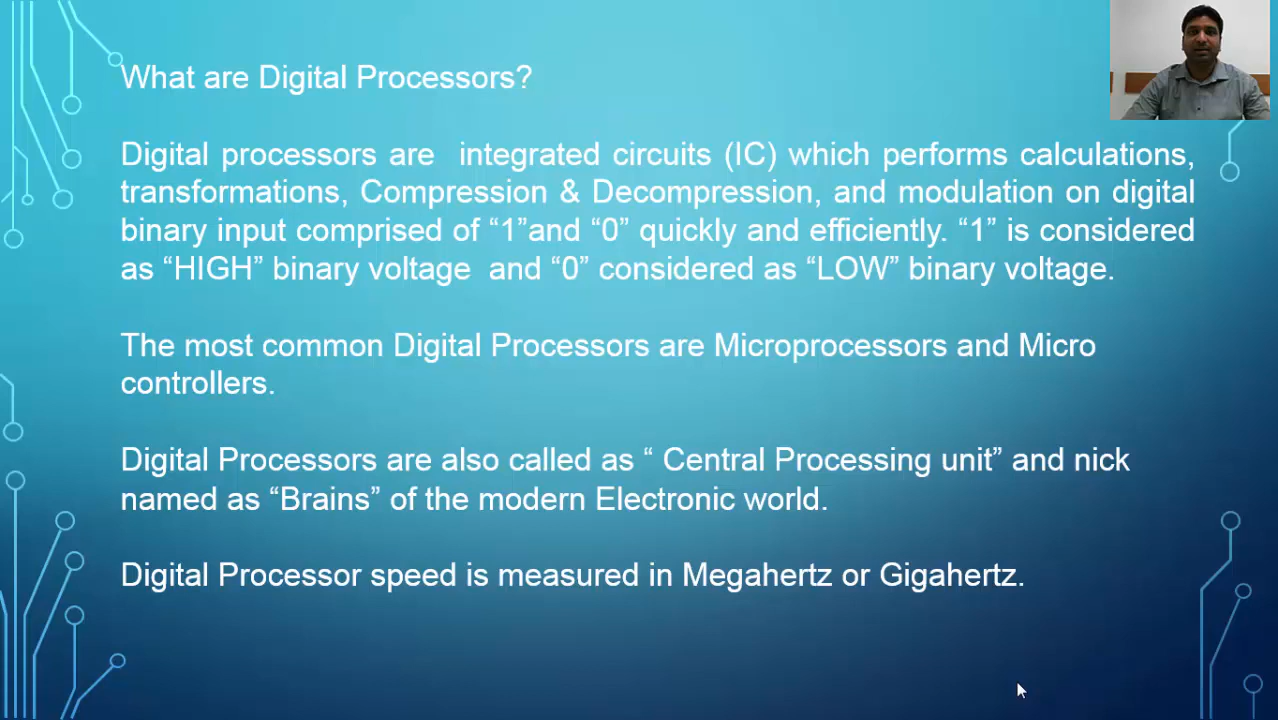 What are Digital Processors?
Digital processors are  integrated circuits (IC) which performs calculations,
transformations, Compression & Decompression, and modulation on digital
binary input comprised of “1”and “0” quickly and efficiently. “1” is considered
as “HIGH” binary voltage  and “0” considered as “LOW” binary voltage.
The most common Digital Processors are Microprocessors and Micro
controllers.
Digital Processors are also called as “ Central Processing unit” and nick
named as “Brains” of the modern Electronic world.
Digital Processor speed is measured in Megahertz or Gigahertz.